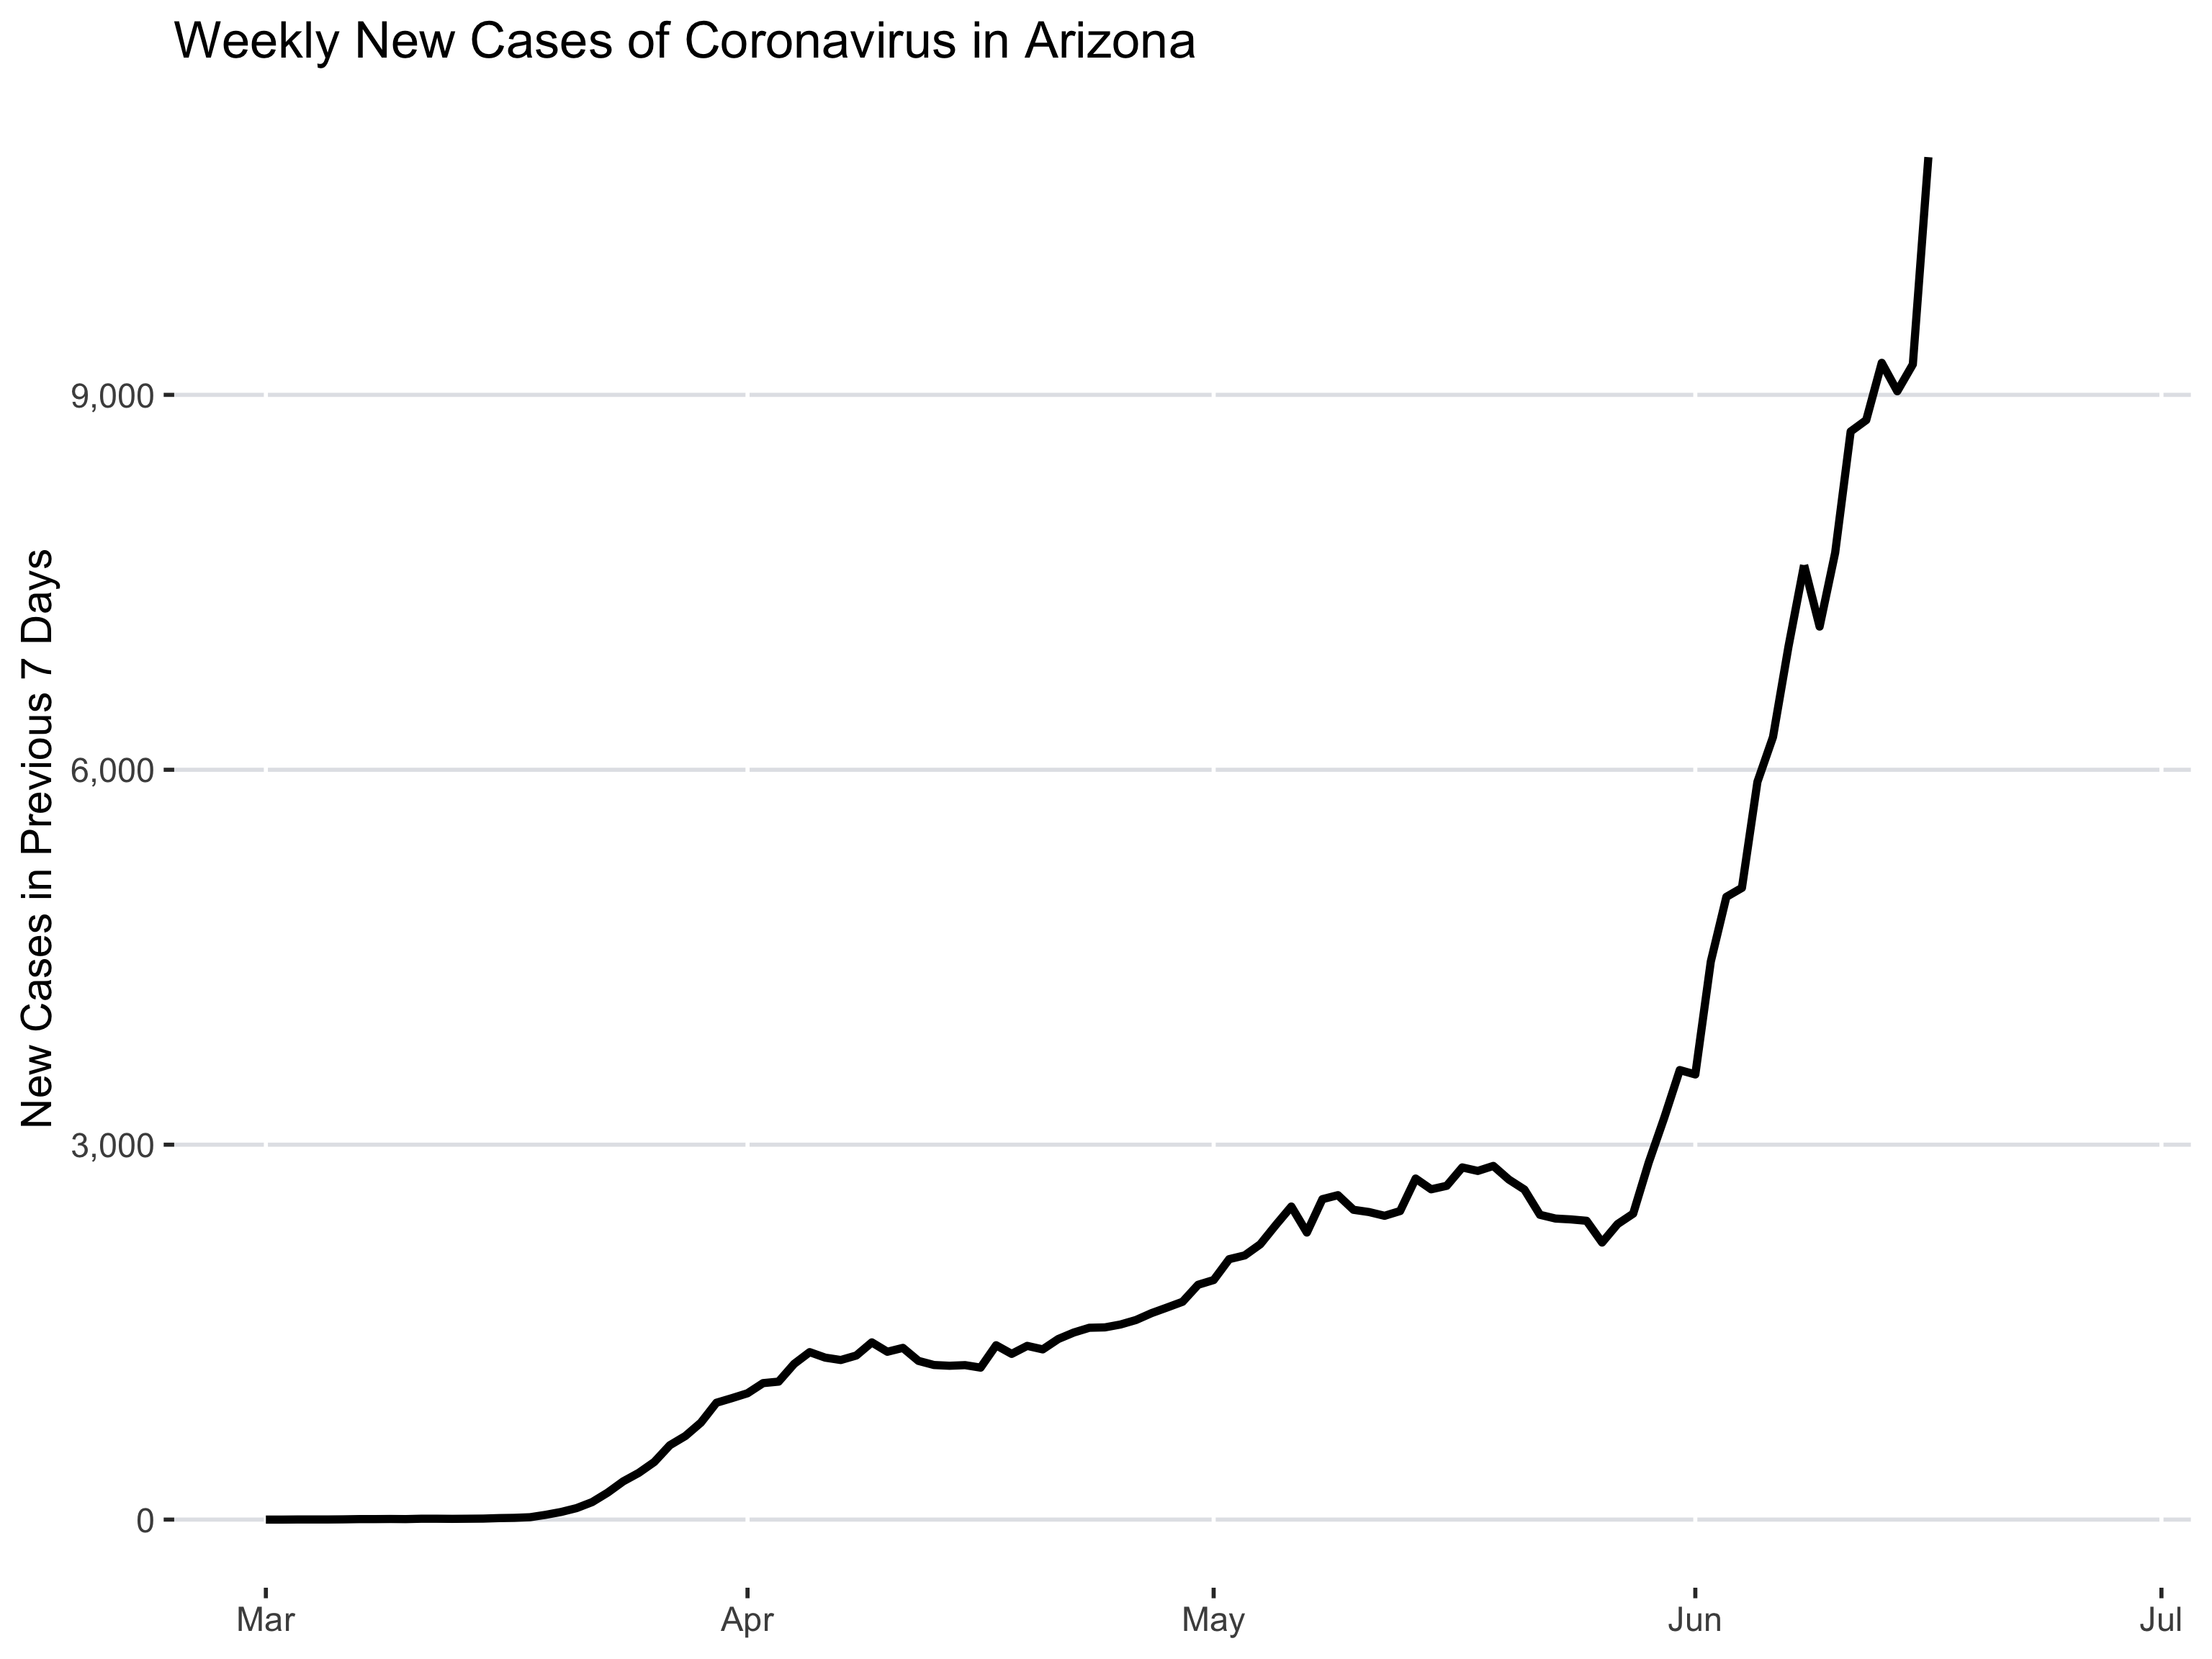 Weekly New Cases of Coronavirus in Arizona
New Cases in Previous 7 Days
9,000
6,000
3,000
0
Mar Apr May Jun Jul